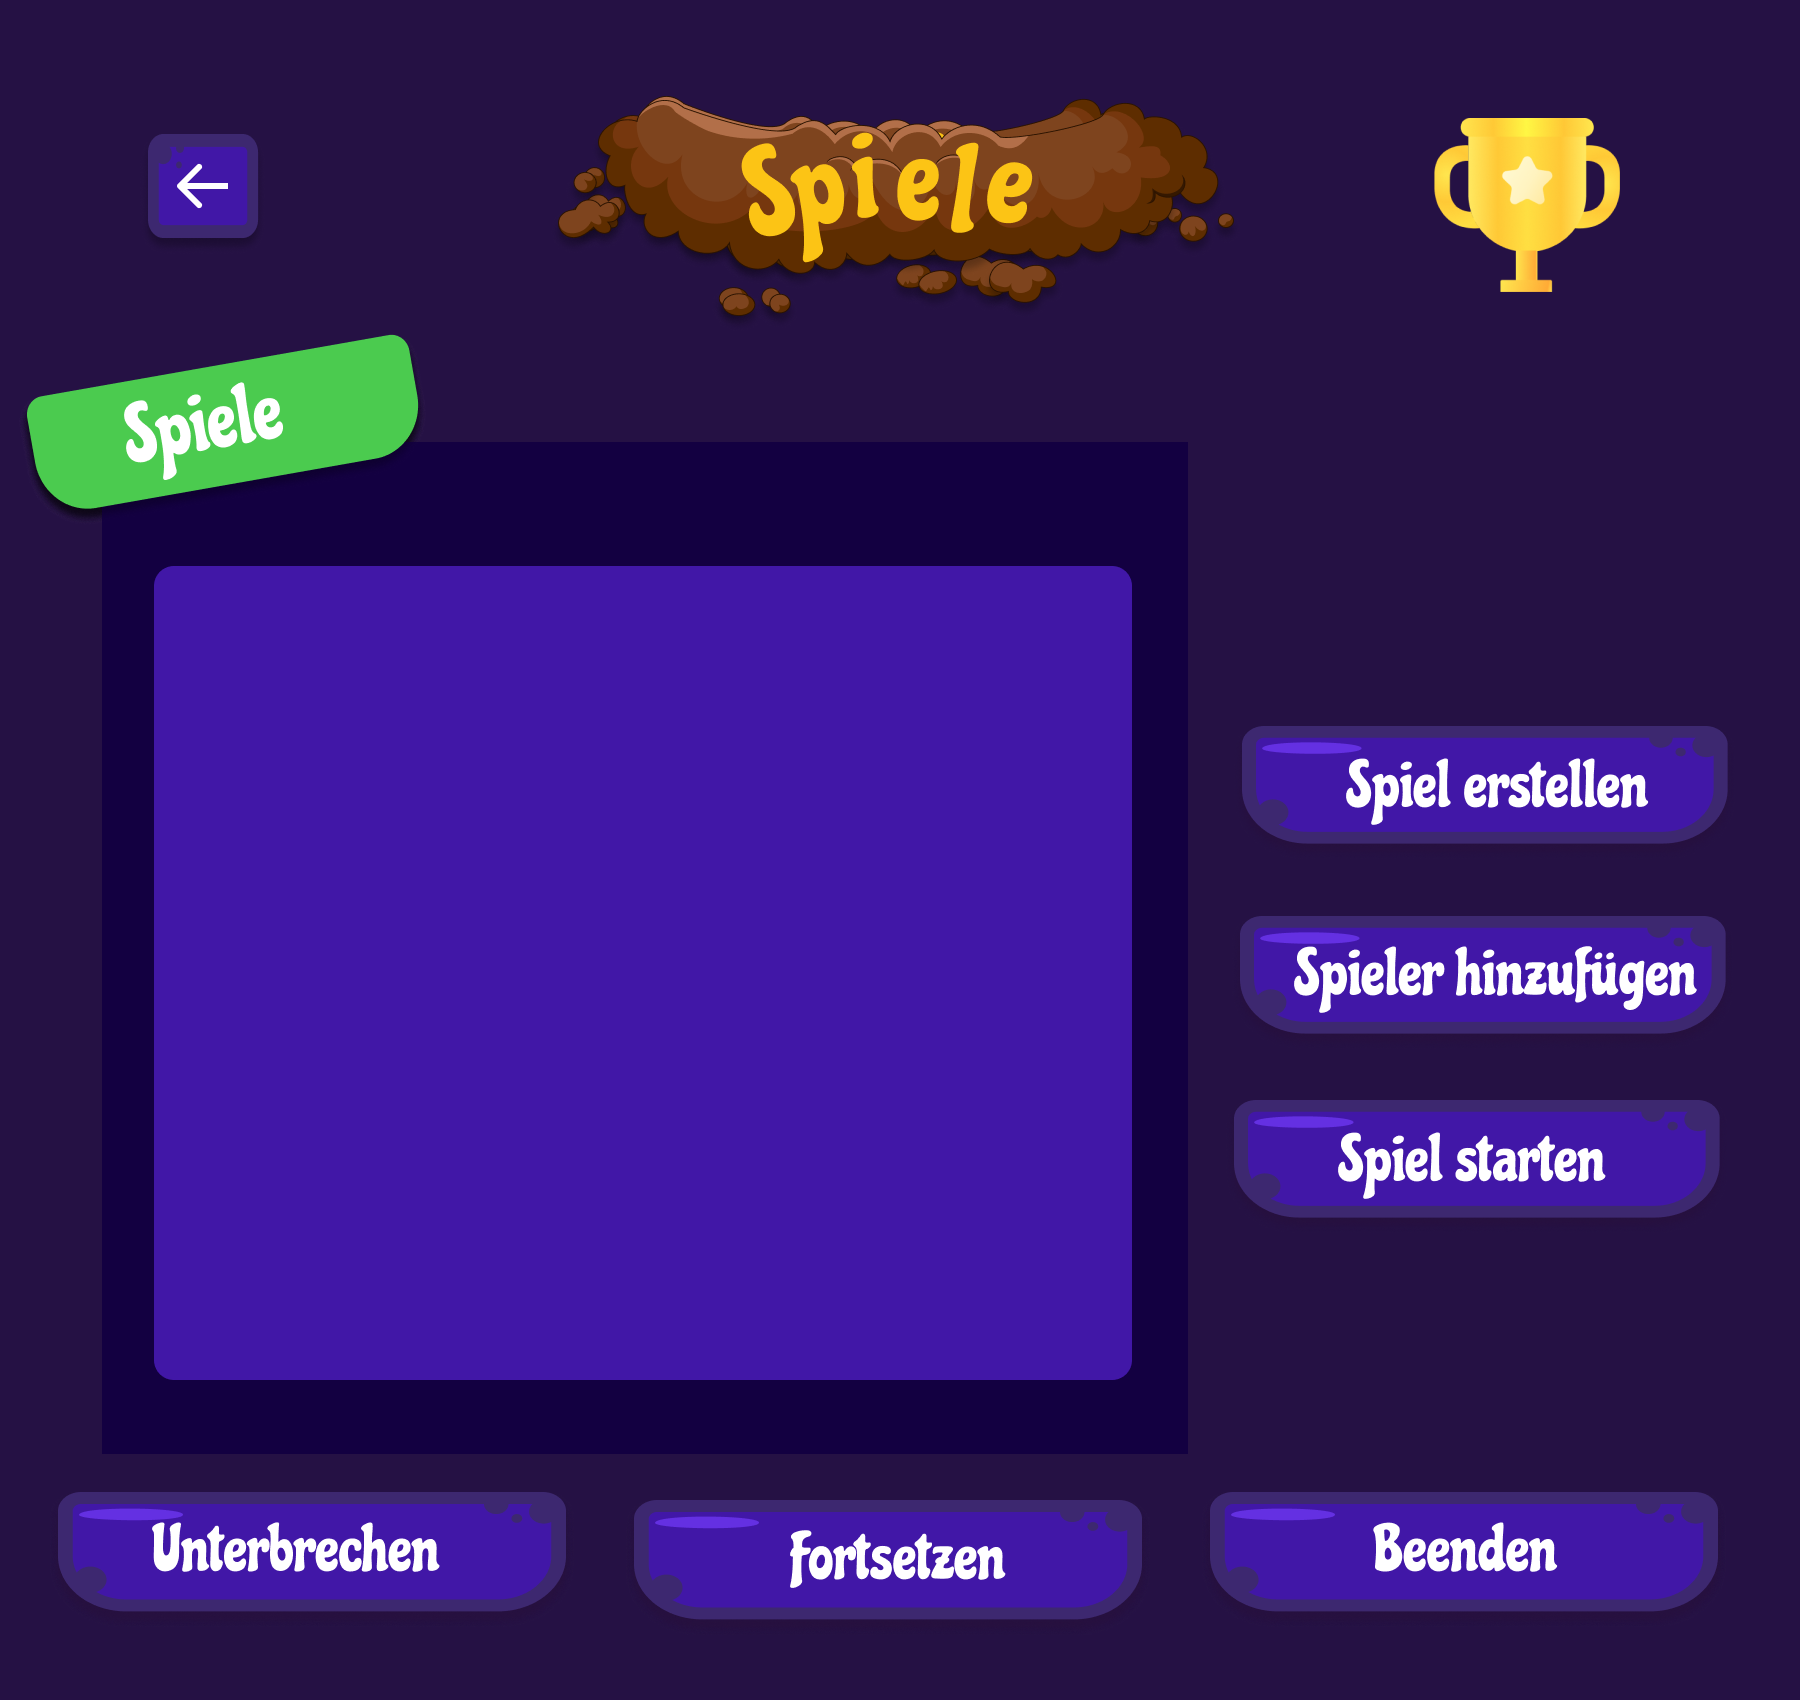 Spiele
Spiele
Spiel erstellen
Spieler hinzufügen
Spiel starten
Unterbrechen
Fortsetzen
Beenden